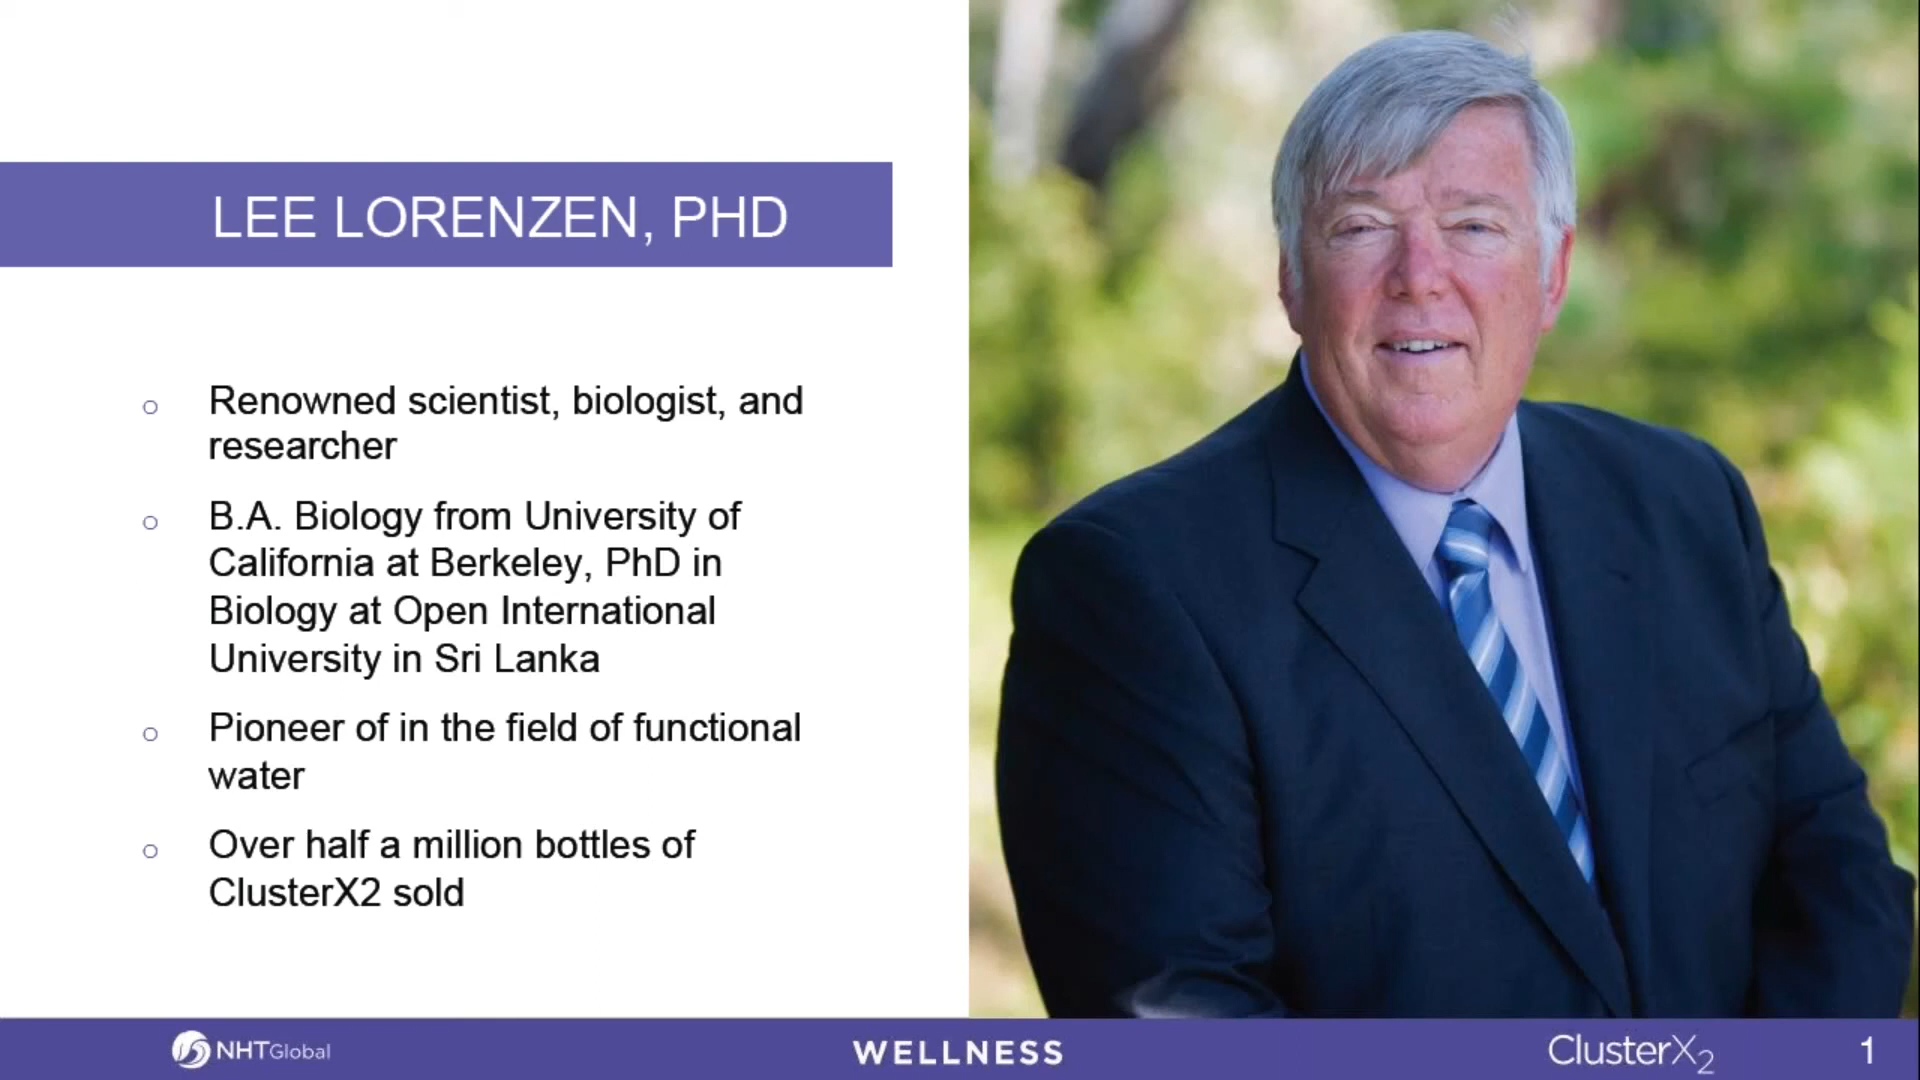 LEE LORENZEN, PHD
Renowned scientist, biologist, and
researcher
B.A. Biology from University of
California at Berkeley, PhD in
Biology at Open International
University in Sri Lanka
Pioneer of in the field of functional
water
Over half a million bottles of
ClusterX2 sold
NHTGlobal
WELLNESS
ClusterX2
1